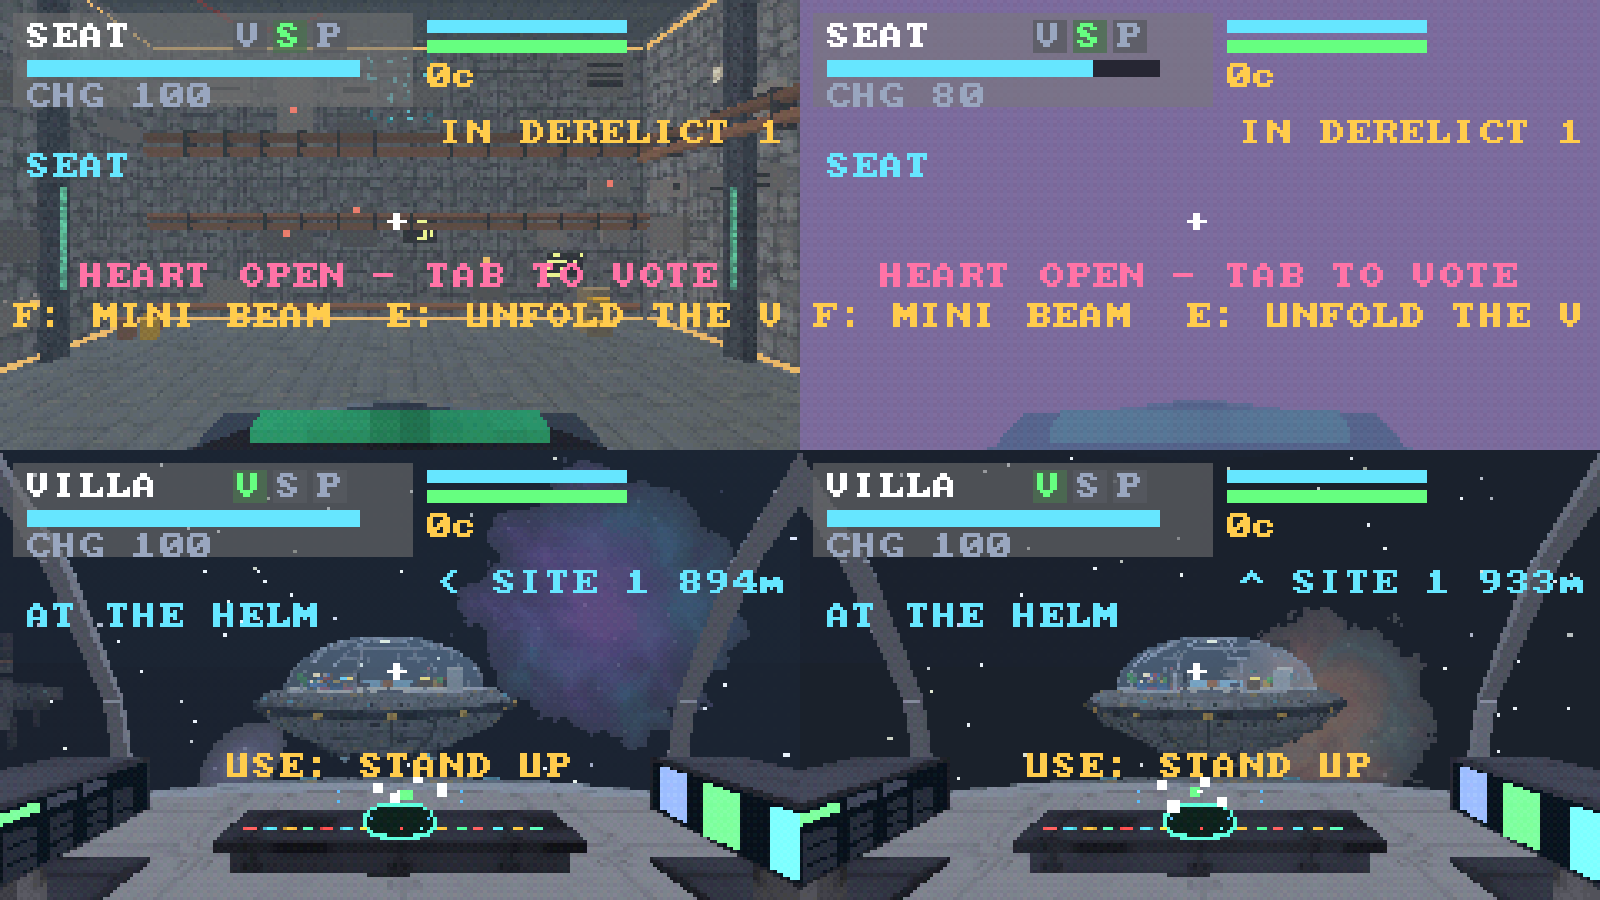 SEAT V S P
CHG 100
0c
IN DERELICT 1
SEAT
HEART OPEN - TAB TO VOTE
F: MINI BEAM E: UNFOLD THE V
SEAT V S P
CHG 80
0c
IN DERELICT 1
SEAT
HEART OPEN - TAB TO VOTE
F: MINI BEAM E: UNFOLD THE V
VILLA V S P
CHG 100
0c
< SITE 1 894m
AT THE HELM
USE: STAND UP
VILLA V S P
CHG 100
0c
^ SITE 1 933m
AT THE HELM
USE: STAND UP